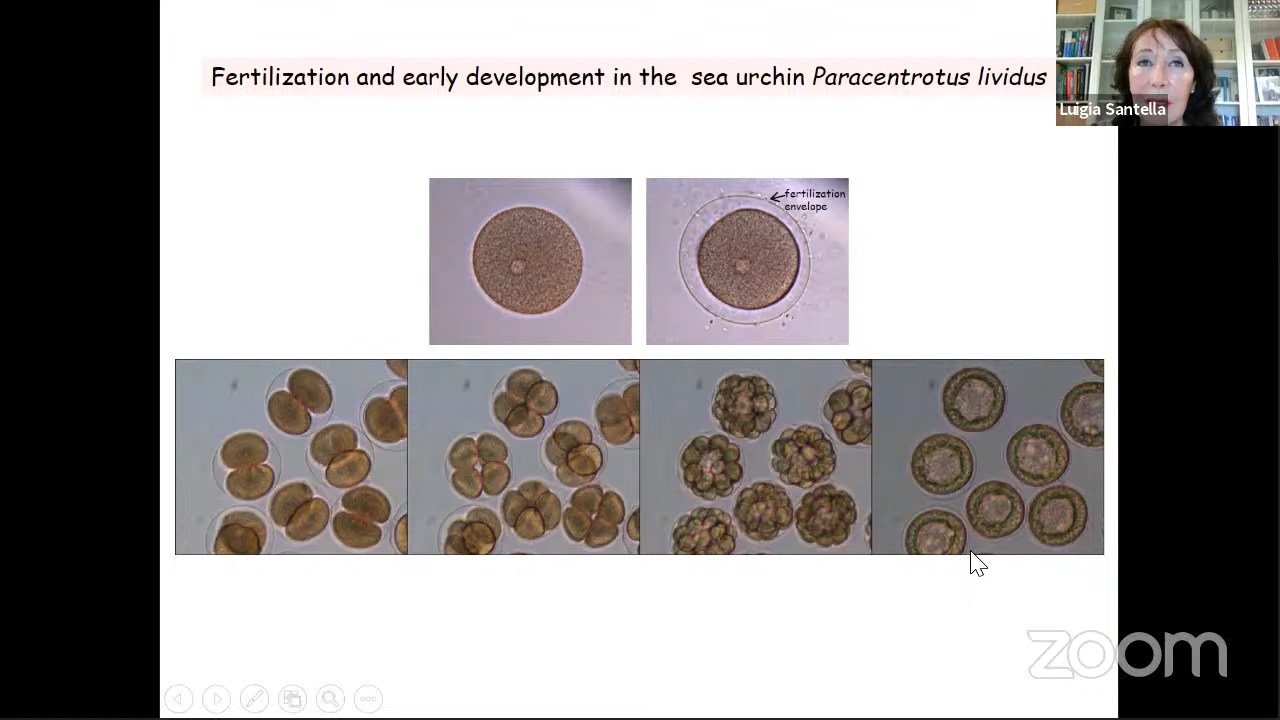 Fertilization and early development in the sea urchin Paracentrotus lividus
Luigia Santella
fertilization
envelope
zoom